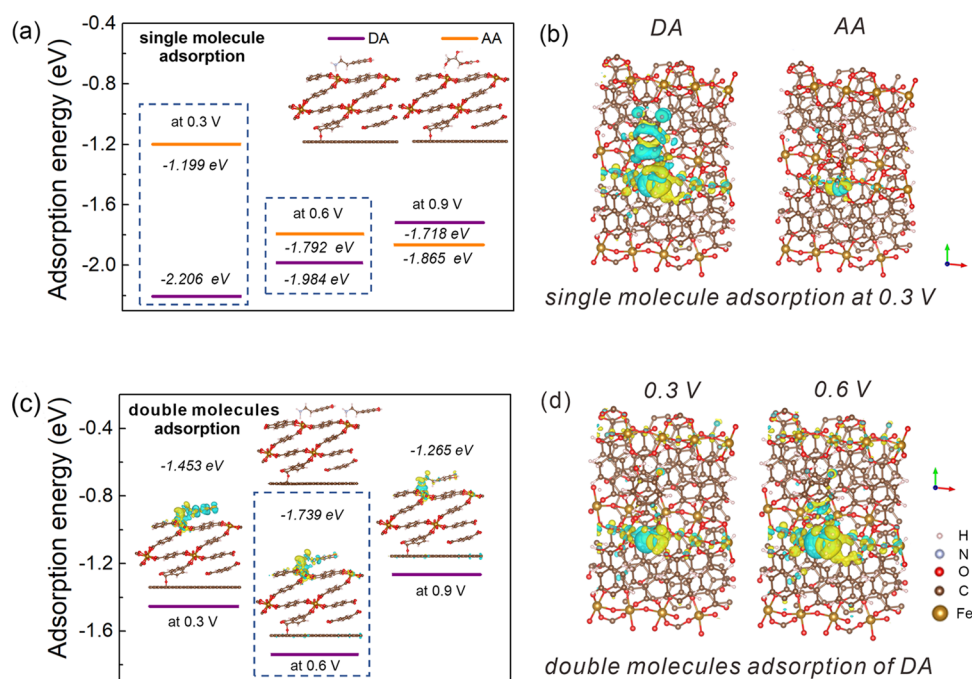 (a)
Adsorption energy (eV)
-0.4
-0.8
-1.2
-1.6
-2.0
single molecule
adsorption
DA
AA
at 0.3 V
-1.199 eV
-2.206 eV
at 0.6 V
-1.792 eV
-1.984 eV
at 0.9 V
-1.718 eV
-1.865 eV
(b)
DA
AA
single molecule adsorption at 0.3 V
(c)
Adsorption energy (eV)
-0.4
-0.8
-1.2
-1.6
double molecules
adsorption
-1.453 eV
at 0.3 V
-1.739 eV
at 0.6 V
-1.265 eV
at 0.9 V
(d)
0.3 V
0.6 V
H
N
O
C
Fe
double molecules adsorption of DA